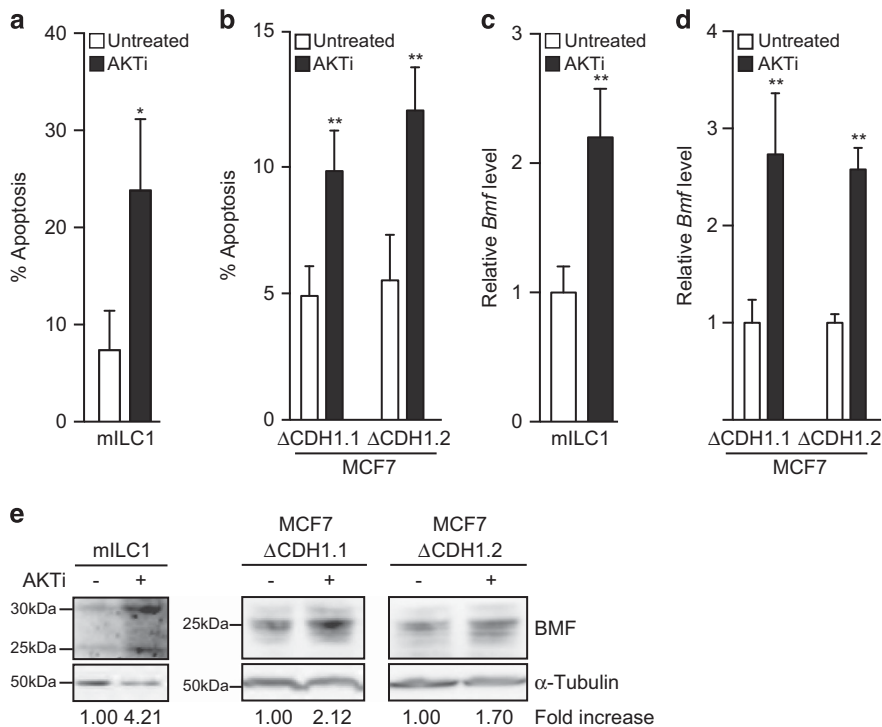 a
40
30
20
10
0
% Apoptosis
Untreated
AKTi
*
mILC1
b
15
10
5
0
% Apoptosis
Untreated
AKTi
**
**
ΔCDH1.1 ΔCDH1.2
MCF7
c
3
2
1
0
Relative Bmf level
Untreated
AKTi
**
mILC1
d
4
3
2
1
Relative Bmf level
Untreated
AKTi
**
**
ΔCDH1.1 ΔCDH1.2
MCF7
e
mILC1
MCF7
ΔCDH1.1
MCF7
ΔCDH1.2
AKTi - + - + - +
30kDa
25kDa
25kDa
BMF
50kDa
50kDa
α-Tubulin
1.00 4.21 1.00 2.12 1.00 1.70 Fold increase